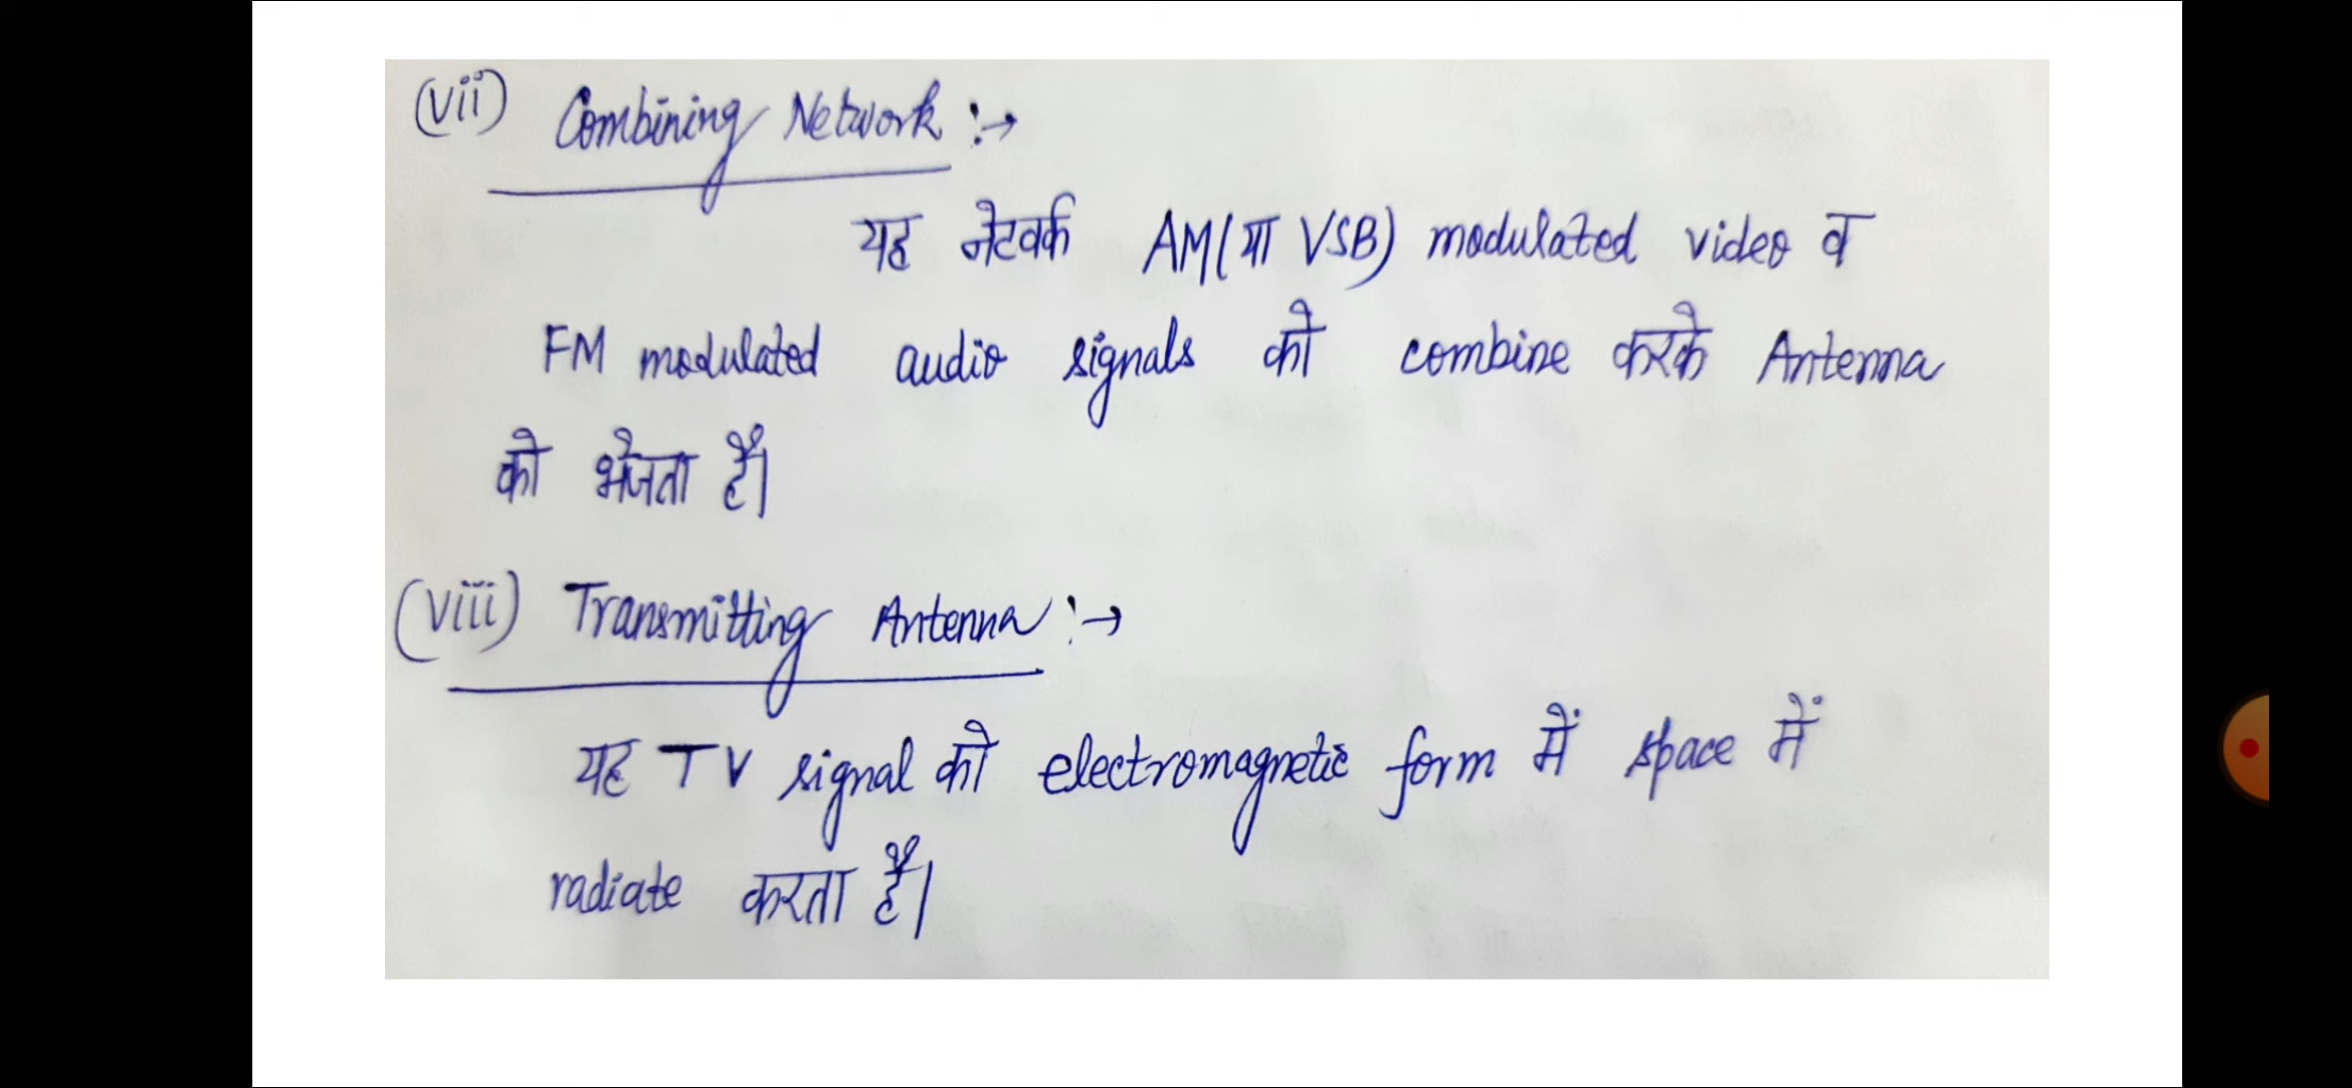 (vii) Combining Network :→
यह नेटवर्क AM(या VSB) modulated video व
FM modulated audio signals को combine करके Antenna
को भेजता हैं।
(viii) Transmitting Antenna :→
यह TV signal को electromagnetic form में space में
radiate करता हैं।